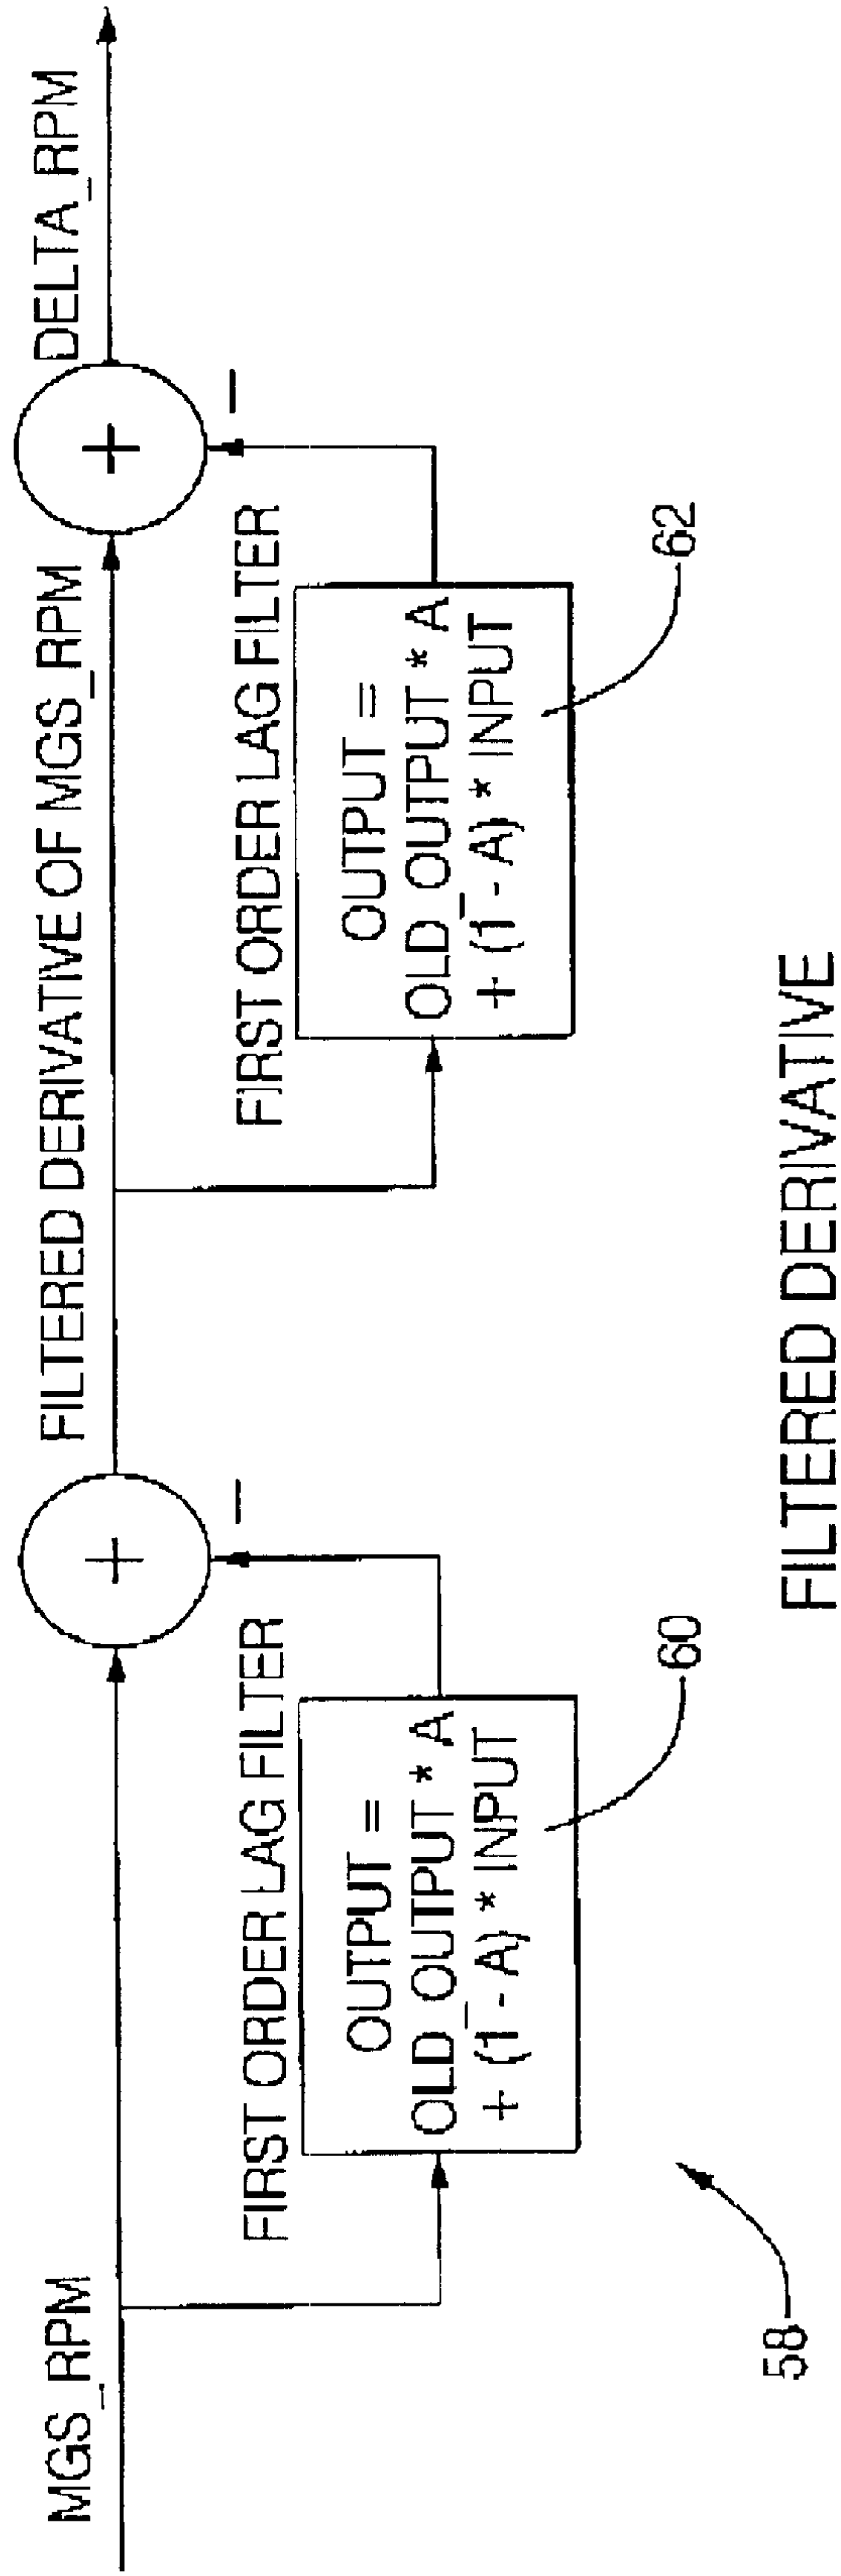 MGS_RPM
FILTERED DERIVATIVE OF MGS_RPM
DELTA_RPM
+
−
+
−
FIRST ORDER LAG FILTER
OUTPUT =
OLD_OUTPUT * A
+ (1 - A) * INPUT
60
FIRST ORDER LAG FILTER
OUTPUT =
OLD_OUTPUT * A
+ (1 - A) * INPUT
62
58
FILTERED DERIVATIVE